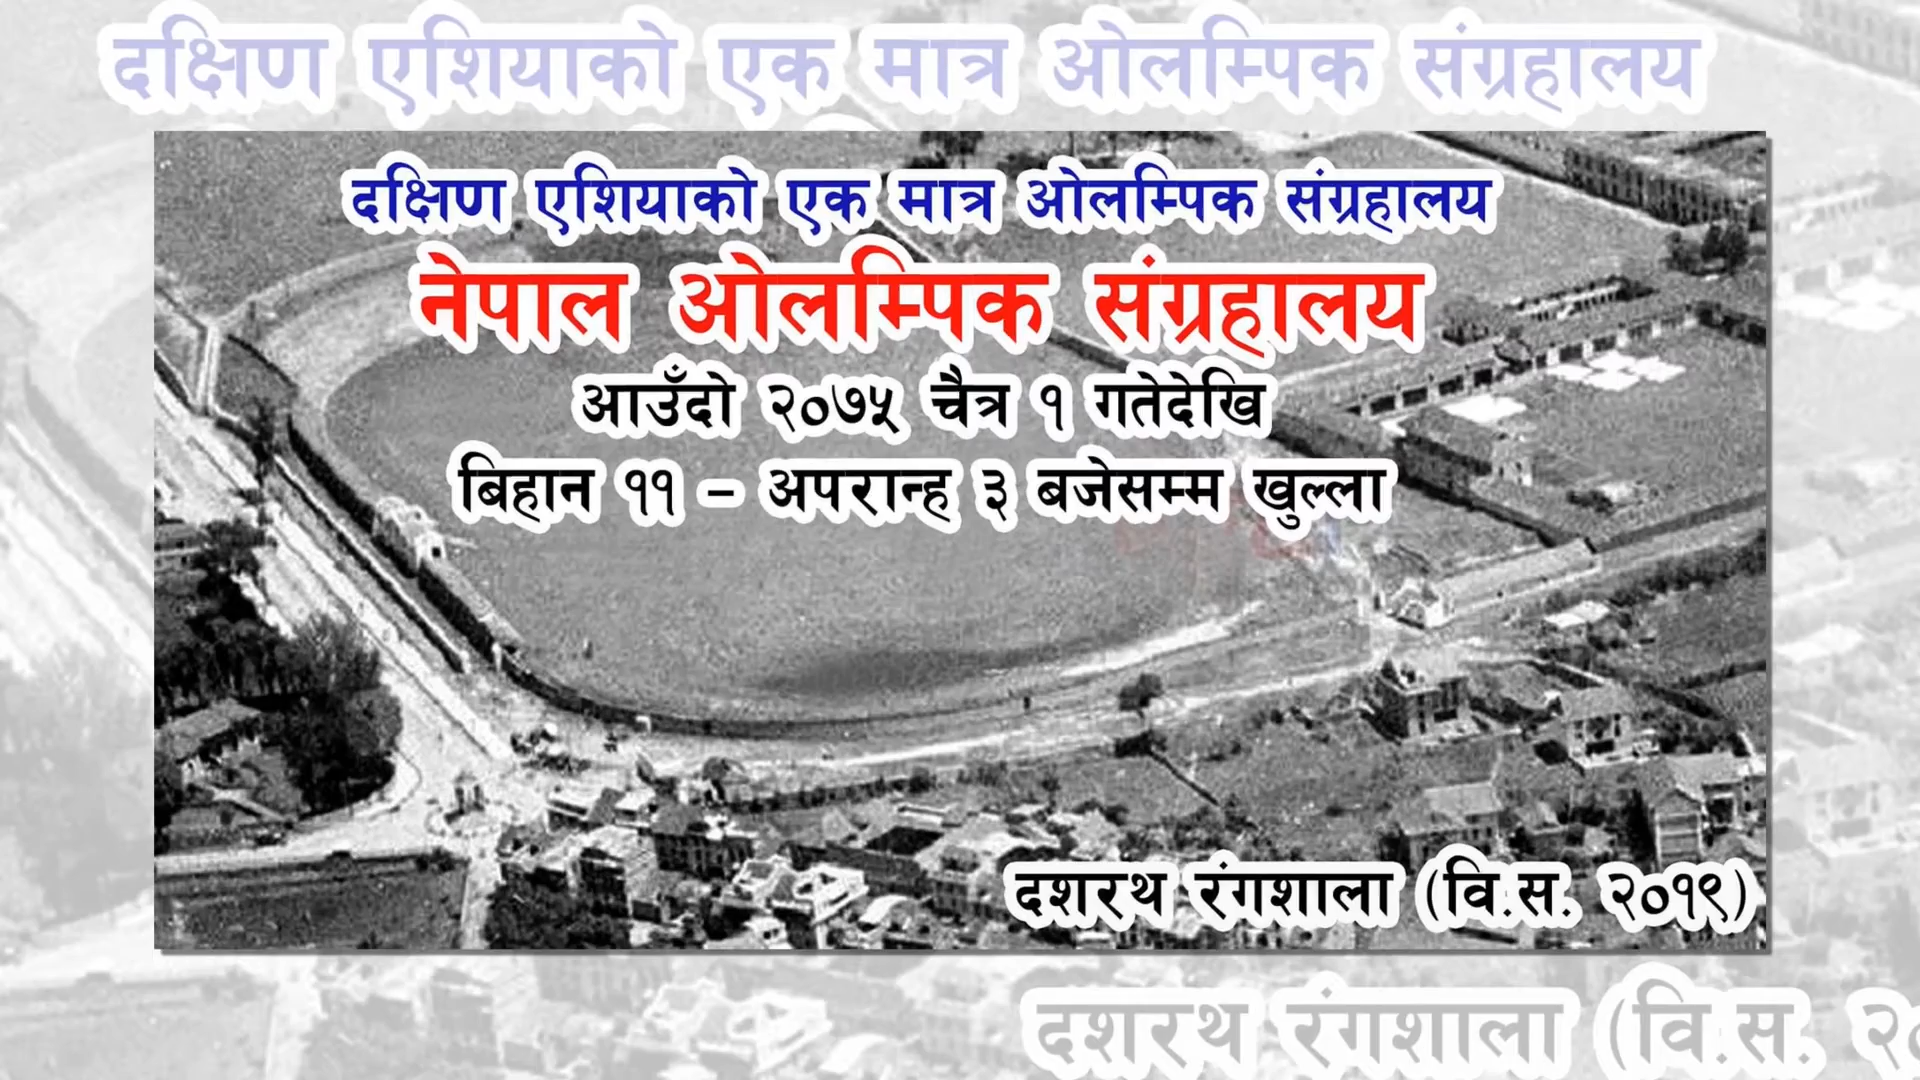 दक्षिण एशियाको एक मात्र ओलम्पिक संग्रहालय
दक्षिण एशियाको एक मात्र ओलम्पिक संग्रहालय
नेपाल ओलम्पिक संग्रहालय
आउँदो २०७५ चैत्र १ गतेदेखि
बिहान ११ – अपरान्ह ३ बजेसम्म खुल्ला
दशरथ रंगशाला (वि.स. २०१९)
दशरथ रंगशाला (वि.स. २०